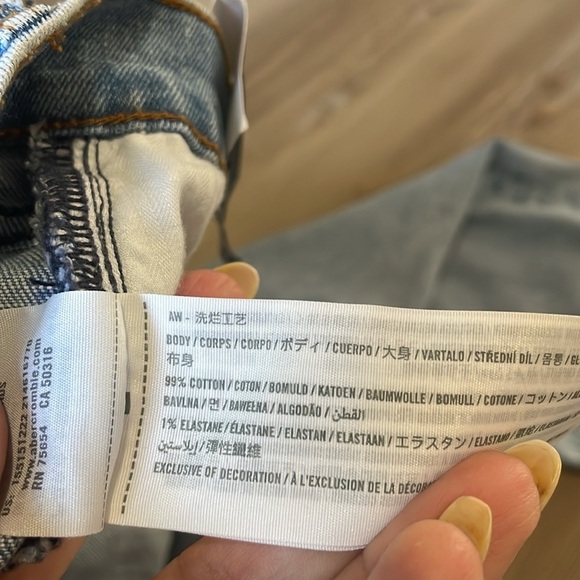 AW - 洗烂工艺
BODY / CORPS / CORPO / ボディ / CUERPO / 大身 / VARTALO / STŘEDNÍ DÍL / 몸통 /
布身
99% COTTON / COTON / BOMULD / KATOEN / BAUMWOLLE / BOMULL / COTONE / コットン /
BAVLNA / 면 / BAWEŁNA / ALGODÃO / القطن
1% ELASTANE / ÉLASTANE / ELASTAN / ELASTAAN / エラスタン / ELASTANO /
إيلاستين / 彈性纖維
EXCLUSIVE OF DECORATION / À L'EXCLUSION DE LA
www.abercrombie.com
RN 75654 CA 50316